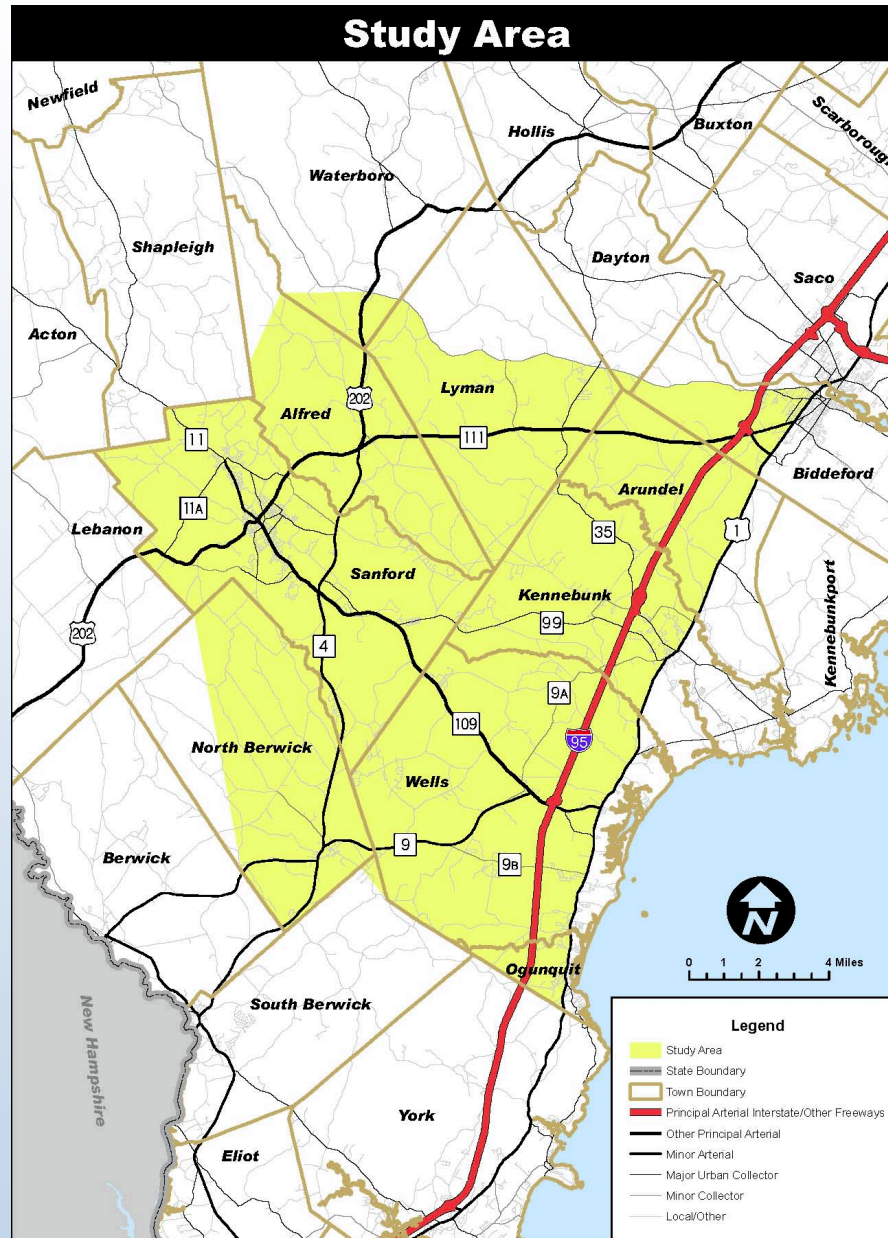 Study Area
Newfield
Hollis
Buxton
Scarborough
Waterboro
Shapleigh
Dayton
Saco
Acton
Lyman
202
Alfred
11
111
Biddeford
Arundel
11A
Lebanon
35
1
Sanford
Kennebunk
99
202
4
Kennebunkport
9A
109
95
North Berwick
Wells
9
9B
Berwick
N
0 1 2 4 Miles
Ogunquit
South Berwick
New Hampshire
York
Eliot
Legend
Study Area
State Boundary
Town Boundary
Principal Arterial Interstate/Other Freeways
Other Principal Arterial
Minor Arterial
Major Urban Collector
Minor Collector
Local/Other